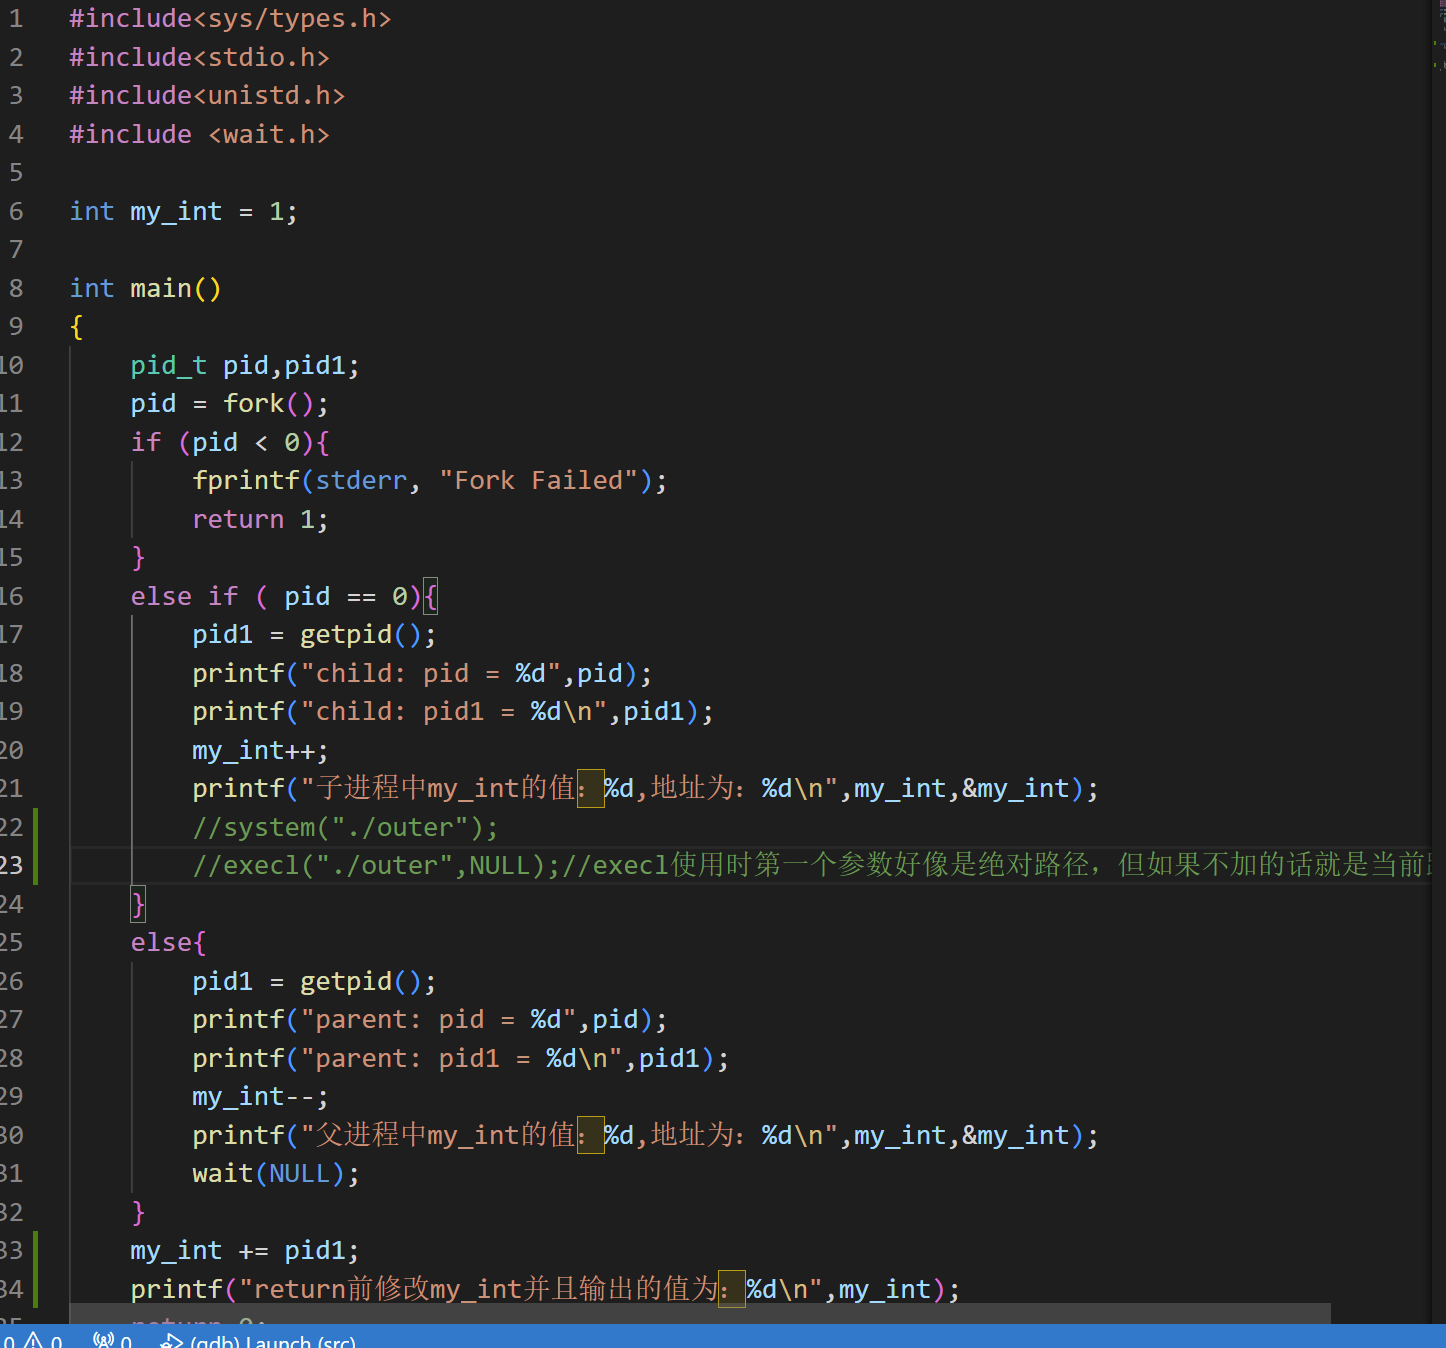 1 #include<sys/types.h>
2 #include<stdio.h>
3 #include<unistd.h>
4 #include <wait.h>
5
6 int my_int = 1;
7
8 int main()
9 {
10 pid_t pid,pid1;
11 pid = fork();
12 if (pid < 0){
13 fprintf(stderr, "Fork Failed");
14 return 1;
15 }
16 else if ( pid == 0){
17 pid1 = getpid();
18 printf("child: pid = %d",pid);
19 printf("child: pid1 = %d\n",pid1);
20 my_int++;
21 printf("子进程中my_int的值：%d,地址为: %d\n",my_int,&my_int);
22 //system("./outer");
23 //execl("./outer",NULL);//execl使用时第一个参数好像是绝对路径，但如果不加的话就是当前
24 }
25 else{
26 pid1 = getpid();
27 printf("parent: pid = %d",pid);
28 printf("parent: pid1 = %d\n",pid1);
29 my_int--;
30 printf("父进程中my_int的值：%d,地址为: %d\n",my_int,&my_int);
31 wait(NULL);
32 }
33 my_int += pid1;
34 printf("return前修改my_int并且输出的值为：%d\n",my_int);
35 return 0;
0 0 0 (gdb) Launch (src)